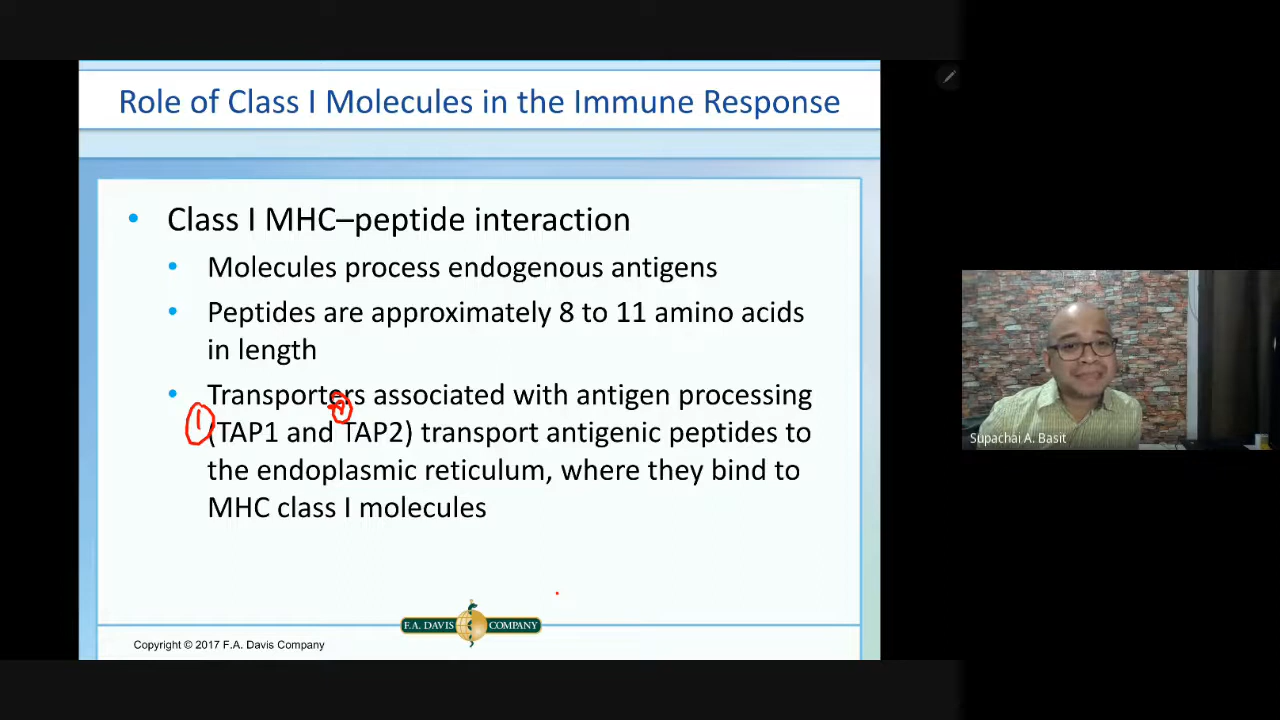 Role of Class I Molecules in the Immune Response
• Class I MHC–peptide interaction
• Molecules process endogenous antigens
• Peptides are approximately 8 to 11 amino acids
in length
• Transporters associated with antigen processing
1
2
(TAP1 and TAP2) transport antigenic peptides to
the endoplasmic reticulum, where they bind to
MHC class I molecules
F.A. DAVIS COMPANY
Copyright © 2017 F.A. Davis Company
Supachai A. Basit